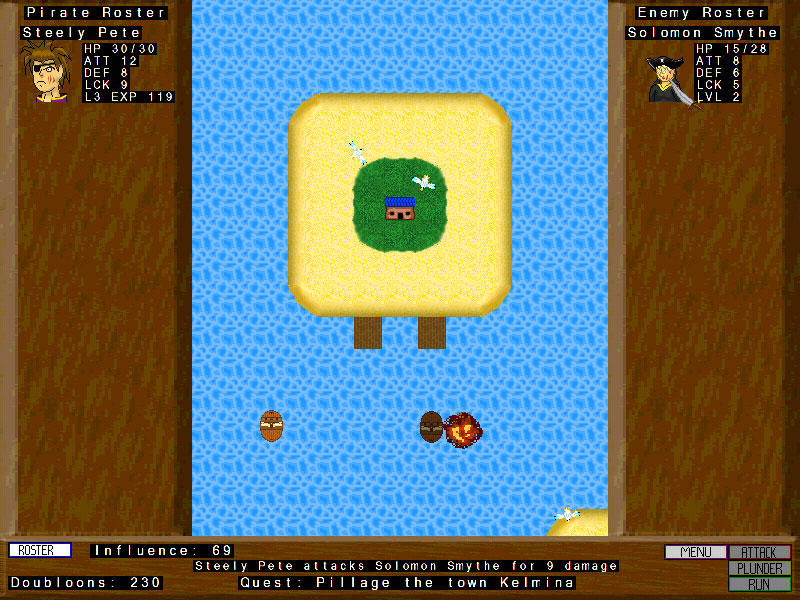 Pirate Roster
Steely Pete
HP 30/30
ATT 12
DEF 8
LCK 9
L3 EXP 119
Enemy Roster
Solomon Smythe
HP 15/28
ATT 8
DEF 6
LCK 5
LVL 2
ROSTER
Influence: 69
MENU
ATTACK
Steely Pete attacks Solomon Smythe for 9 damage
PLUNDER
Doubloons: 230
Quest: Pillage the town Kelmina
RUN